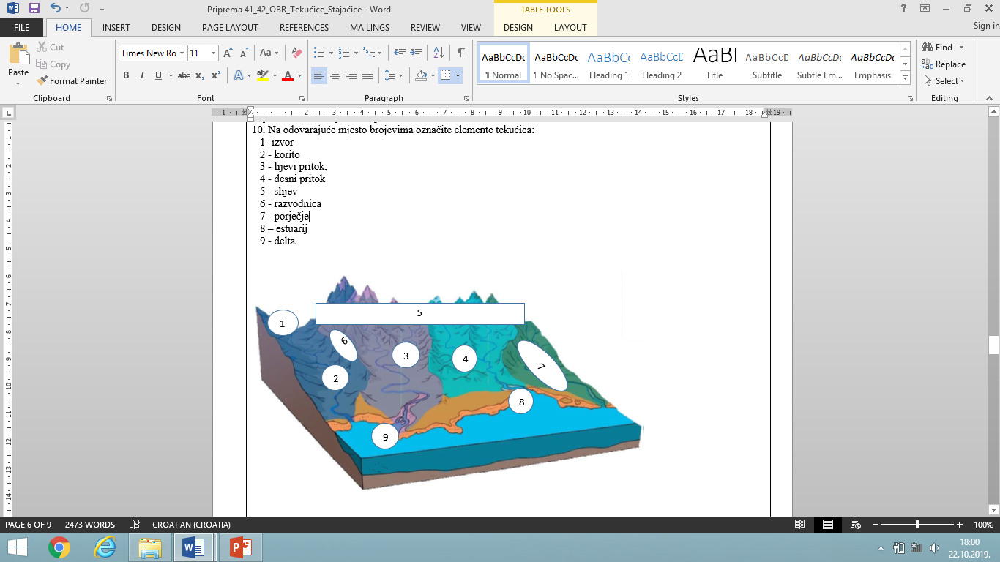 Priprema 41_42_OBR_Tekućice_Stajaćice - Word
TABLE TOOLS
FILE HOME INSERT DESIGN PAGE LAYOUT REFERENCES MAILINGS REVIEW VIEW DESIGN LAYOUT Sign in
Cut
Copy
Format Painter
Paste
Times New Ro 11
AaBbCcDc AaBbCcDc AaBbCc AaBbCcD AaBl AaBbCcD AaBbCcDc AaBbCcDc
¶ Normal ¶ No Spac... Heading 1 Heading 2 Title Subtitle Subtle Em... Emphasis
Find
Replace
Select
Clipboard Font Paragraph Styles Editing
10. Na odovarajuće mjesto brojevima označite elemente tekućica:
1- izvor
2 - korito
3 - lijevi pritok,
4 - desni pritok
5 - slijev
6 - razvodnica
7 - porječje
8 – estuarij
9 - delta
5
1
6
3
4
7
2
8
9
PAGE 6 OF 9 2473 WORDS CROATIAN (CROATIA) 100%
18:00
22.10.2019.